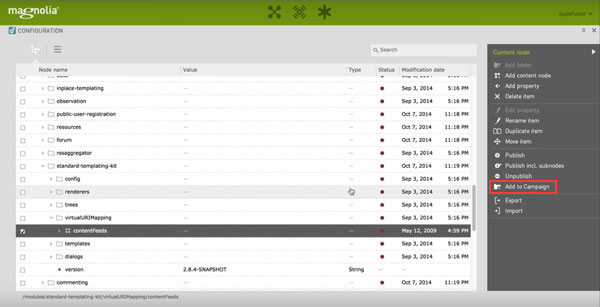 magnolia
superuser
CONFIGURATION
Search
Node name Value Type Status Modification date
-- -- Sep 3, 2014 5:16 PM
inplace-templating -- -- Sep 3, 2014 5:16 PM
observation -- -- Sep 3, 2014 5:16 PM
public-user-registration -- -- Oct 7, 2014 11:18 PM
resources -- -- Oct 7, 2014 11:18 PM
forum -- -- Oct 7, 2014 11:18 PM
rssaggregator -- -- Sep 3, 2014 5:16 PM
standard-templating-kit -- -- Oct 7, 2014 11:19 PM
config -- -- Sep 3, 2014 5:16 PM
renderers -- -- Sep 3, 2014 5:16 PM
trees -- -- Sep 3, 2014 5:16 PM
virtualURIMapping -- -- Sep 3, 2014 5:16 PM
contentFeeds -- -- May 12, 2009 4:59 PM
templates -- -- Sep 3, 2014 5:16 PM
dialogs -- -- Sep 3, 2014 5:16 PM
version 2.8.4-SNAPSHOT String -- --
commenting -- -- Oct 7, 2014 11:18 PM
/modules/standard-templating-kit/virtualURIMapping/contentFeeds
Content node
Add folder
Add content node
Add property
Delete item
Edit property
Rename item
Duplicate item
Move item
Publish
Publish incl. subnodes
Unpublish
Add to Campaign
Export
Import